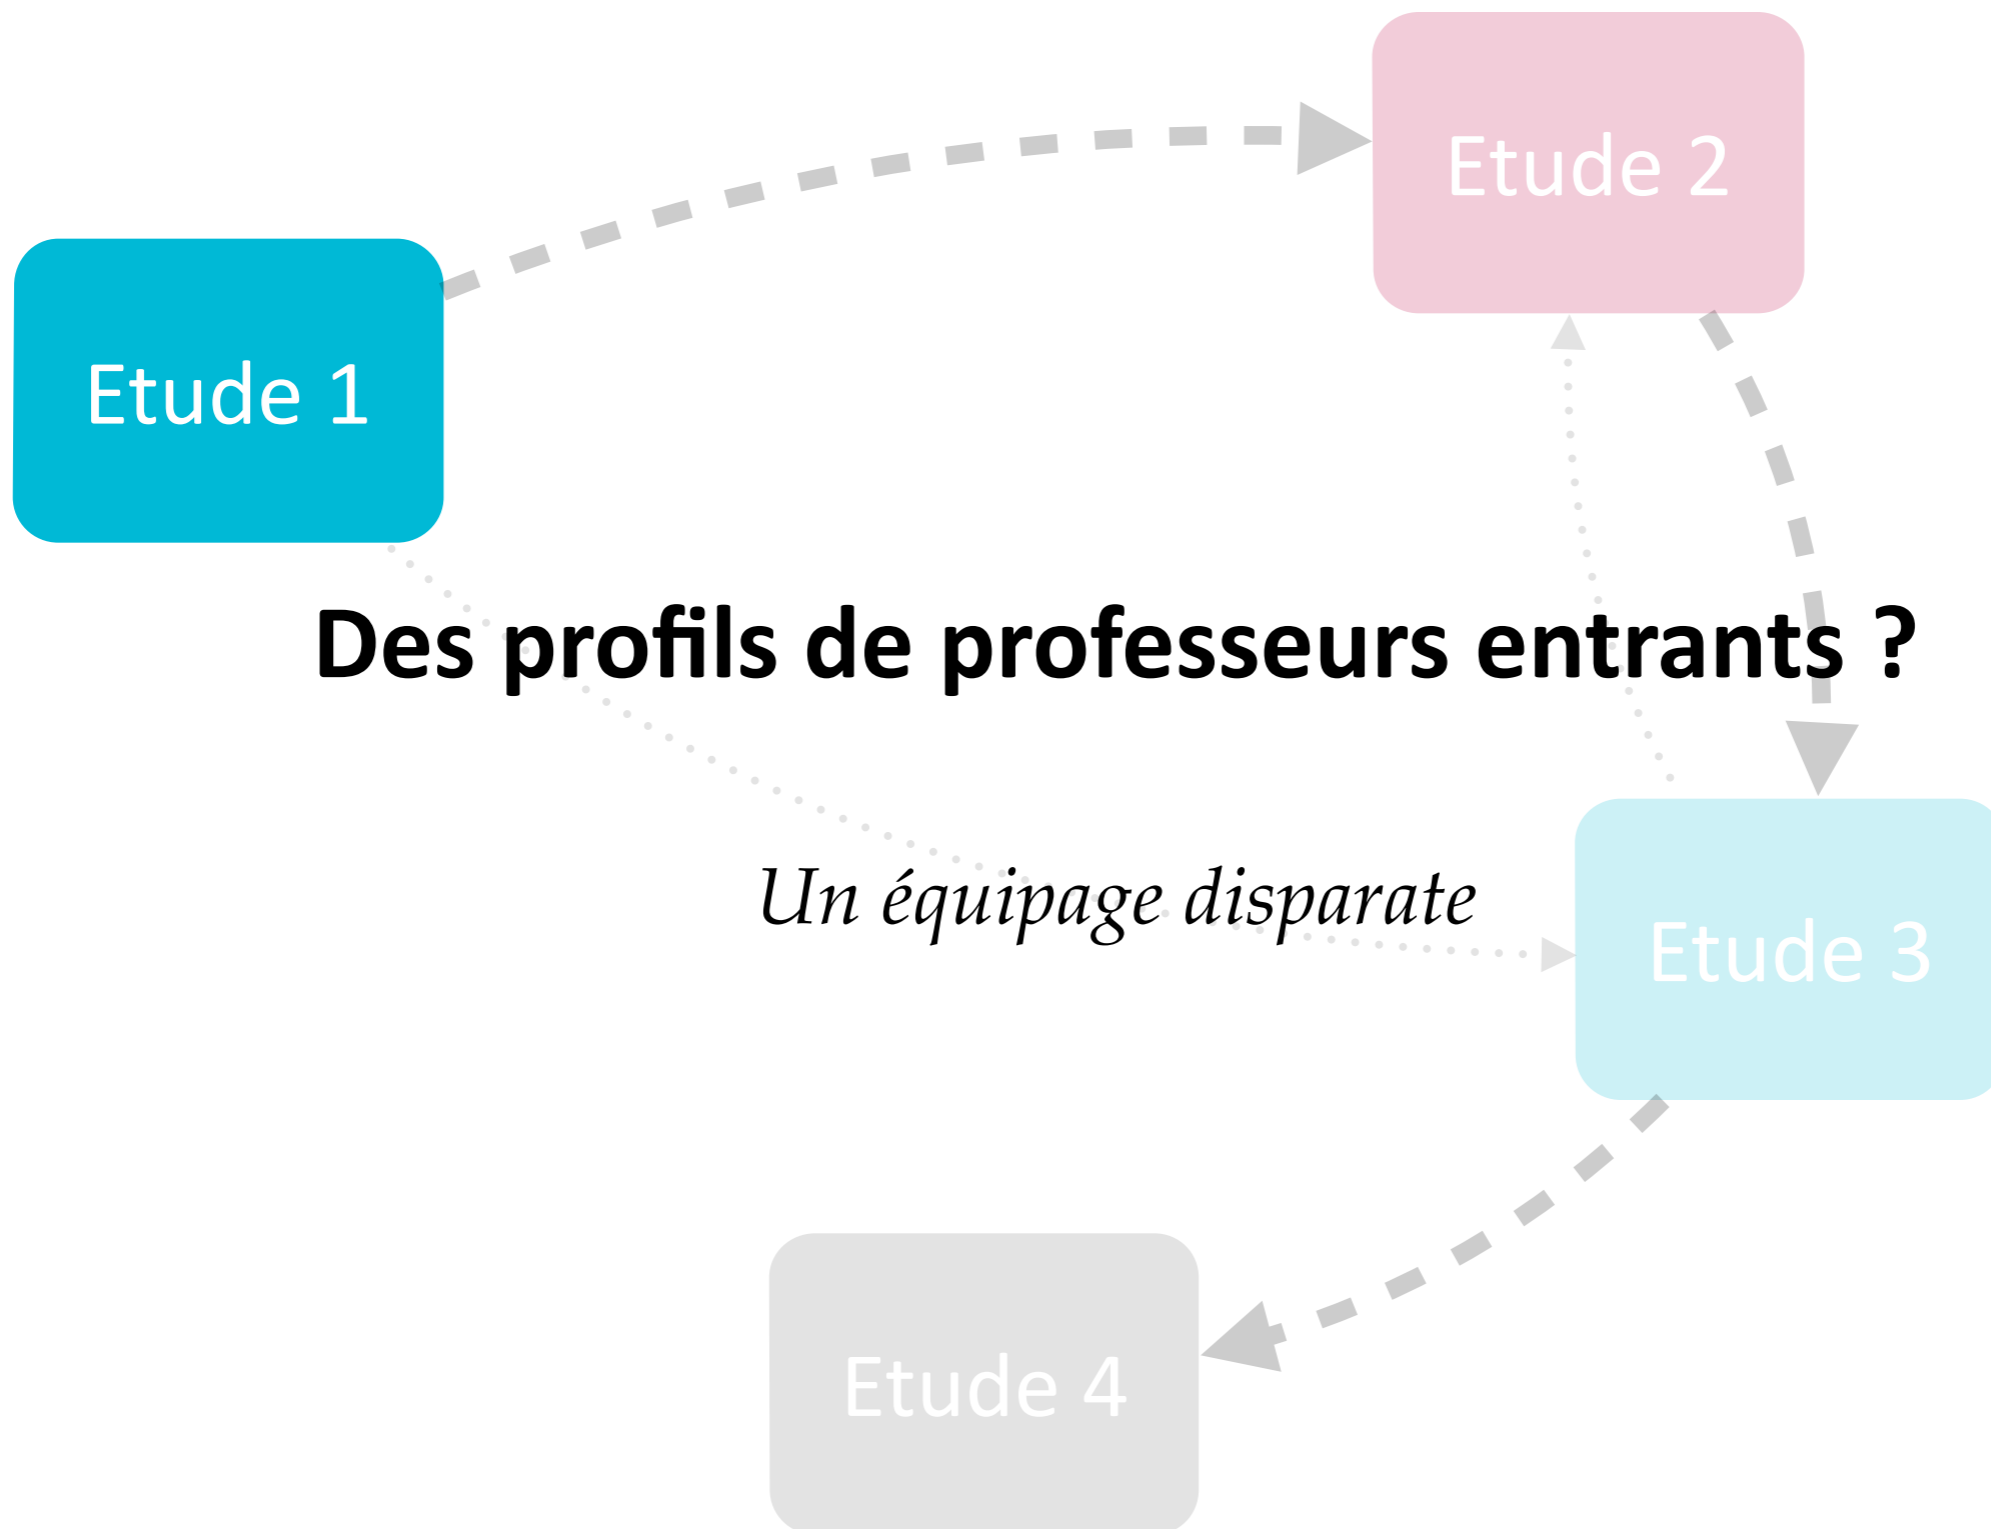 Etude 2
Etude 1
Des profils de professeurs entrants ?
Un équipage disparate
Etude 3
Etude 4